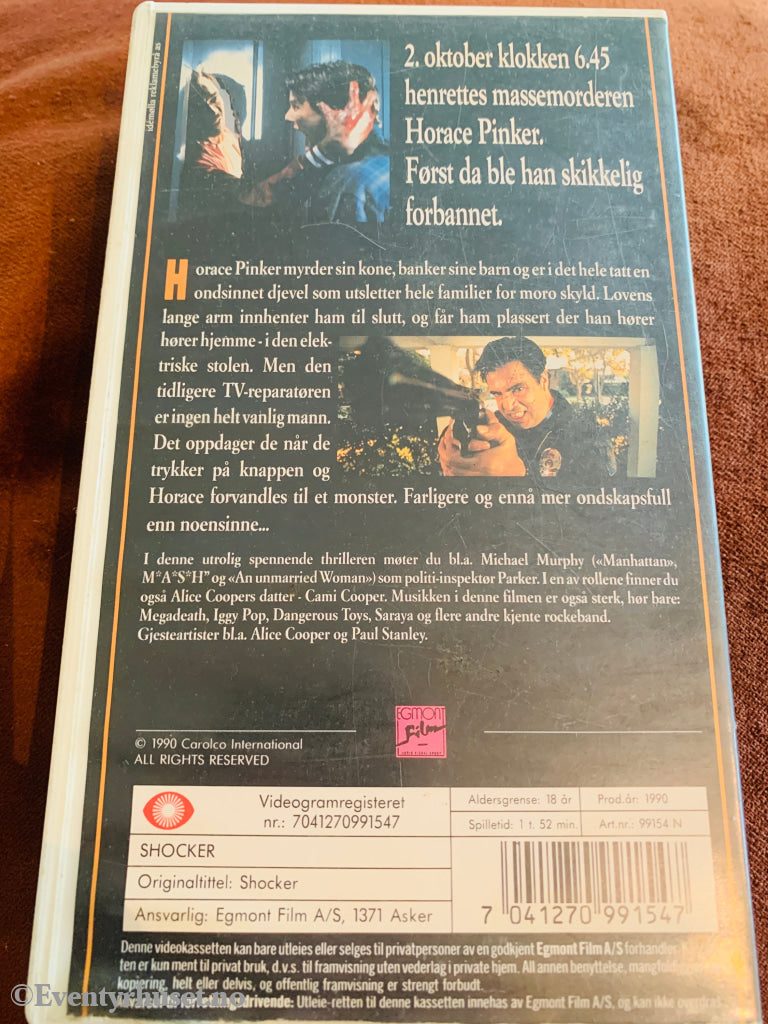 idémølla reklamebyrå as
2. oktober klokken 6.45
henrettes massemorderen
Horace Pinker.
Først da ble han skikkelig
forbannet.
Horace Pinker myrder sin kone, banker sine barn og er i det hele tatt en
ondsinnet djevel som utsletter hele familier for moro skyld. Lovens
lange arm innhenter ham til slutt, og får ham plassert der han hører
hører hjemme - i den elek-
triske stolen. Men den
tidligere TV-reparatøren
er ingen helt vanlig mann.
Det oppdager de når de
trykker på knappen og
Horace forvandles til et monster. Farligere og ennå mer ondskapsfull
enn noensinne...
I denne utrolig spennende thrilleren møter du bl.a. Michael Murphy («Manhattan»,
M*A*S*H" og «An unmarried Woman») som politi-inspektør Parker. I en av rollene finner du
også Alice Coopers datter - Cami Cooper. Musikken i denne filmen er også sterk, hør bare:
Megadeath, Iggy Pop, Dangerous Toys, Saraya og flere andre kjente rockeband.
Gjesteartister bl.a. Alice Cooper og Paul Stanley.
EGMONT
Film
© 1990 Carolco International
ALL RIGHTS RESERVED
Videogramregisteret
nr.: 7041270991547
Aldersgrense: 18 år
Prod.år: 1990
Spilletid: 1 t. 52 min.
Art.nr.: 99154 N
SHOCKER
Originaltittel: Shocker
Ansvarlig: Egmont Film A/S, 1371 Asker
7 041270 991547
Denne videokassetten kan bare utleies eller selges til privatpersoner av en godkjent Egmont Film A/S forhandler.
ten er kun ment til privat bruk, d.v.s. til framvisning uten vederlag i private hjem. All annen benyttelse, mangfold
kopiering, helt eller delvis, og offentlig framvisning er strengt forbudt.
drivende: Utleie-retten til denne kassetten innehas av Egmont Film A/S, og kan ikke overdras
©Eventyrhuset.no